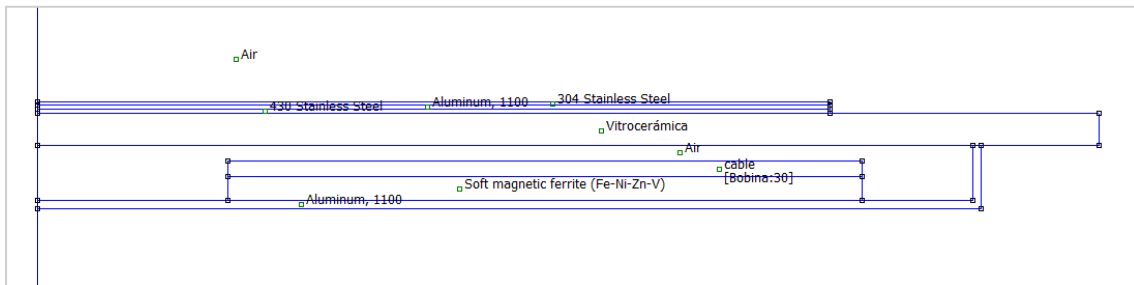 Air
430 Stainless Steel
Aluminum, 1100
304 Stainless Steel
Vitrocerámica
Air
cable
[Bobina:30]
Soft magnetic ferrite (Fe-Ni-Zn-V)
Aluminum, 1100